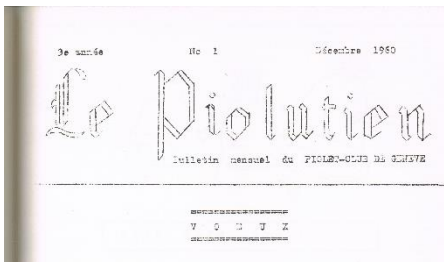 3e année No 1 Décembre 1960
Le Piolutien
Bulletin mensuel du PIOLET-CLUB DE GENEVE
V O E U X